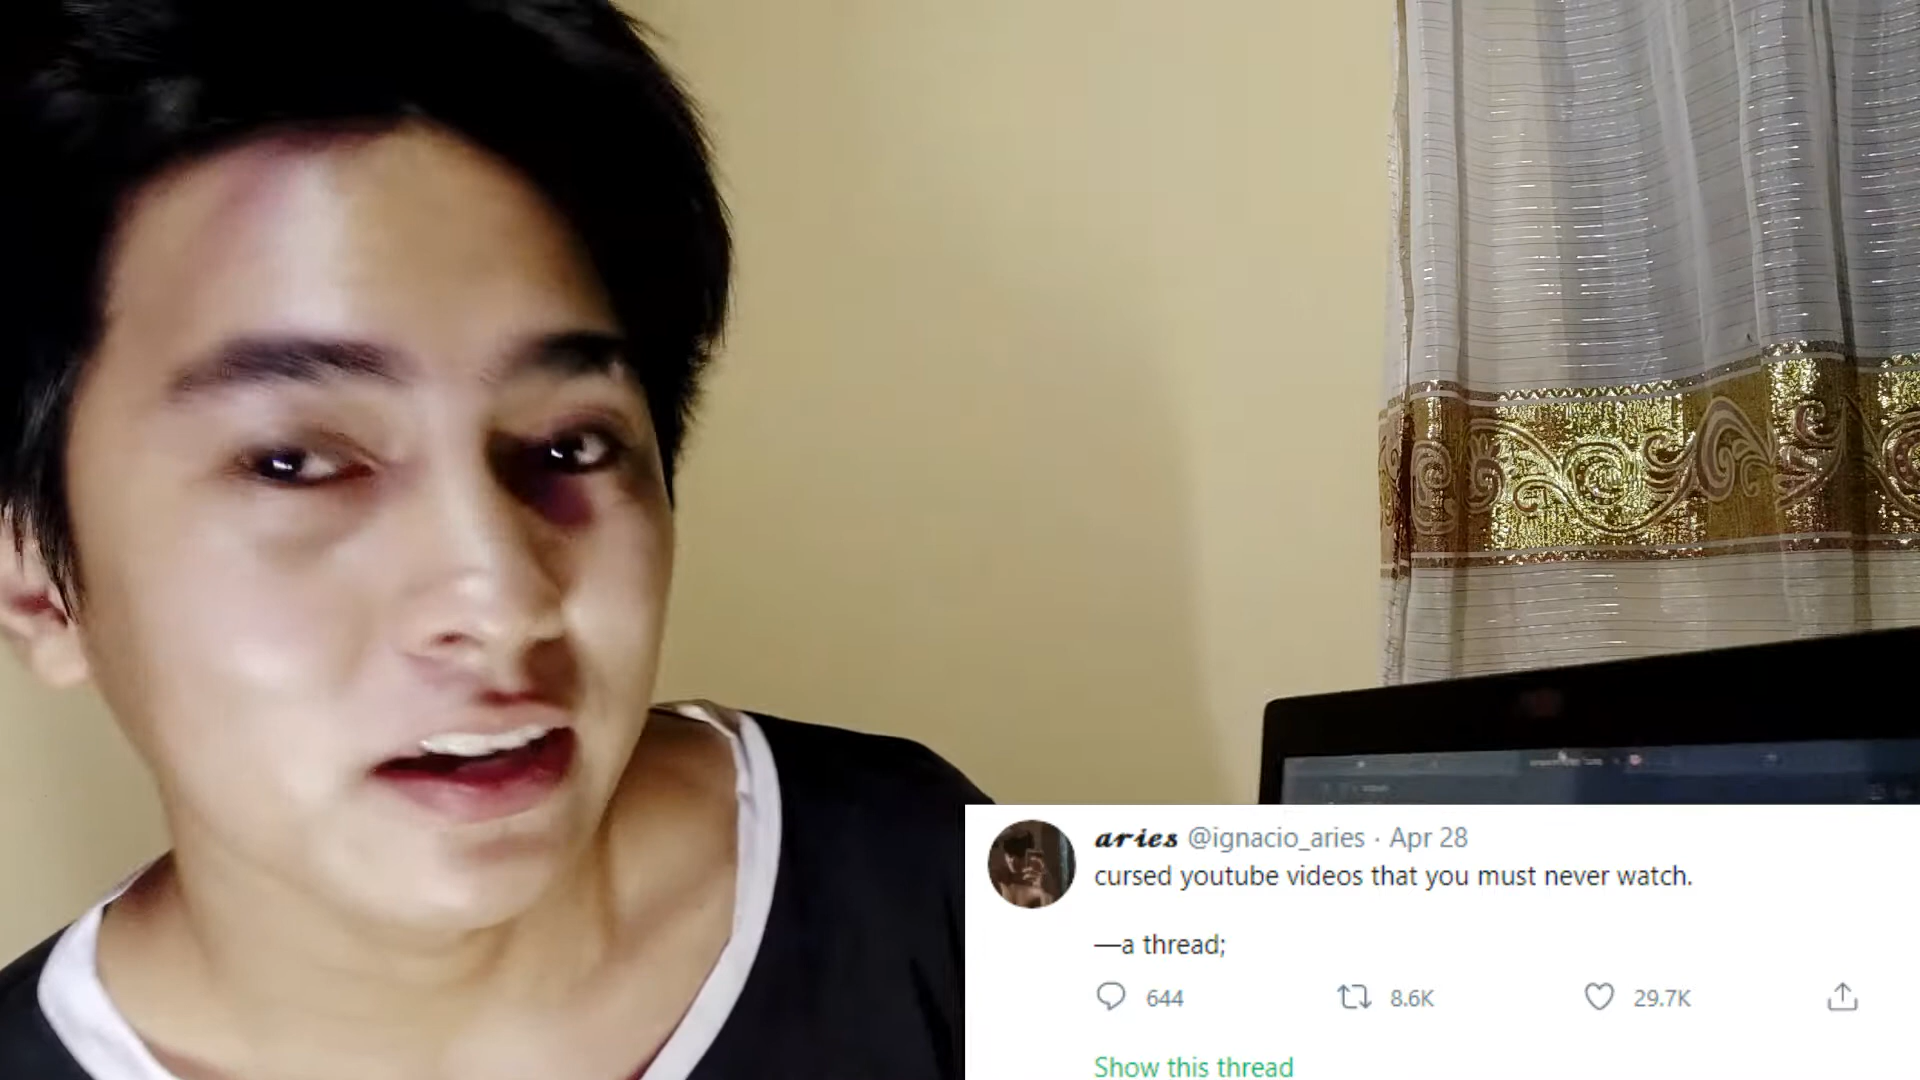 aries @ignacio_aries · Apr 28
cursed youtube videos that you must never watch.
—a thread;
644 8.6K 29.7K
Show this thread